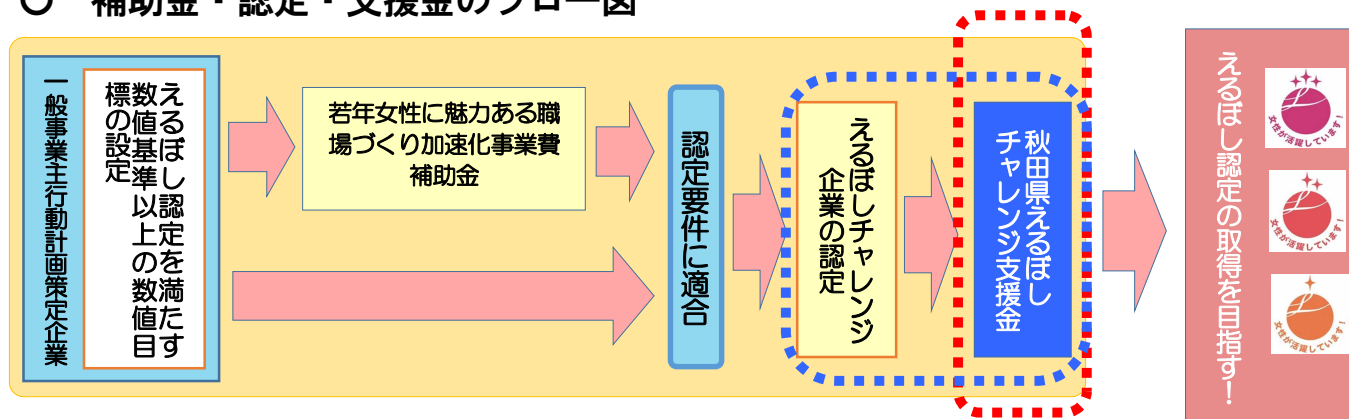 〇 補助金・認定・支援金のフロー図
一般事業主行動計画策定企業
えるぼし認定を満たす
数値基準以上の数値目
標の設定
若年女性に魅力ある職
場づくり加速化事業費
補助金
認定要件に適合
えるぼしチャレンジ
企業の認定
秋田県えるぼし
チャレンジ支援金
えるぼし認定の取得を目指す！
女性が活躍しています！
女性が活躍しています！
女性が活躍しています！